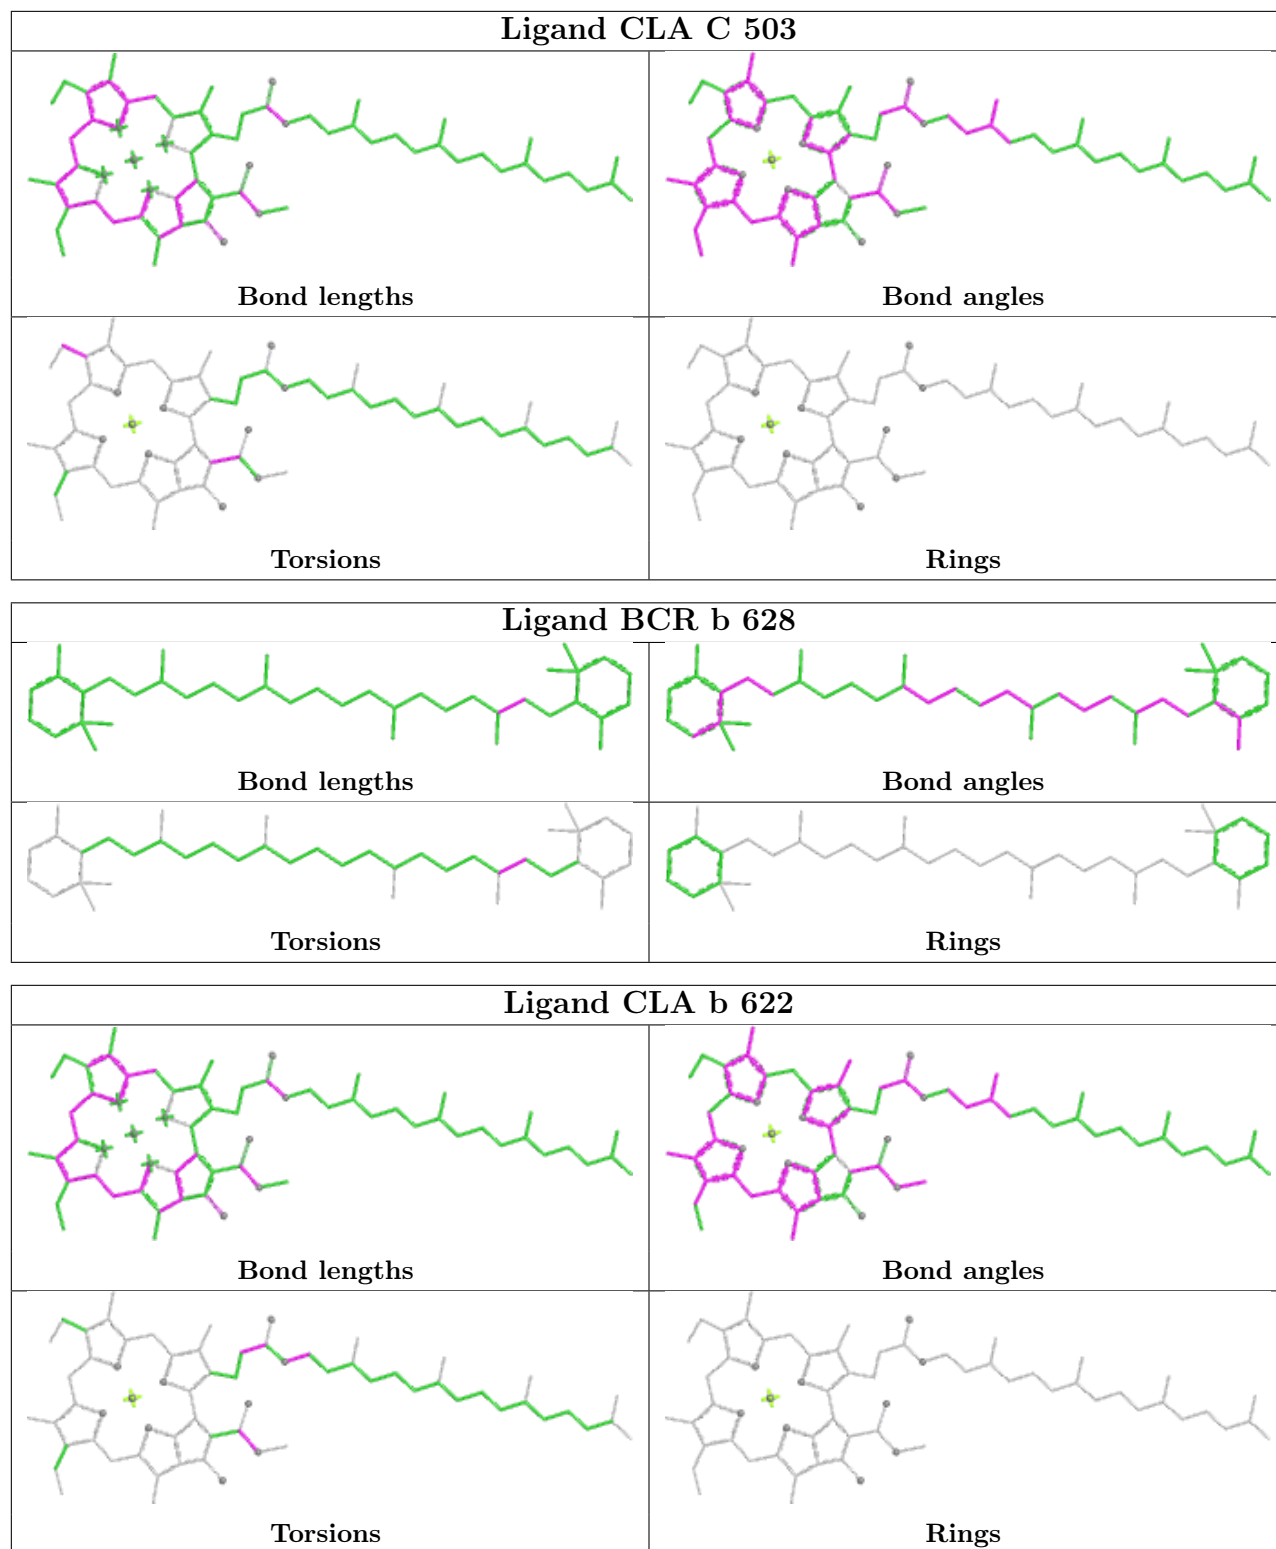 Ligand CLA C 503
Bond lengths
Bond angles
Torsions
Rings
Ligand BCR b 628
Bond lengths
Bond angles
Torsions
Rings
Ligand CLA b 622
Bond lengths
Bond angles
Torsions
Rings